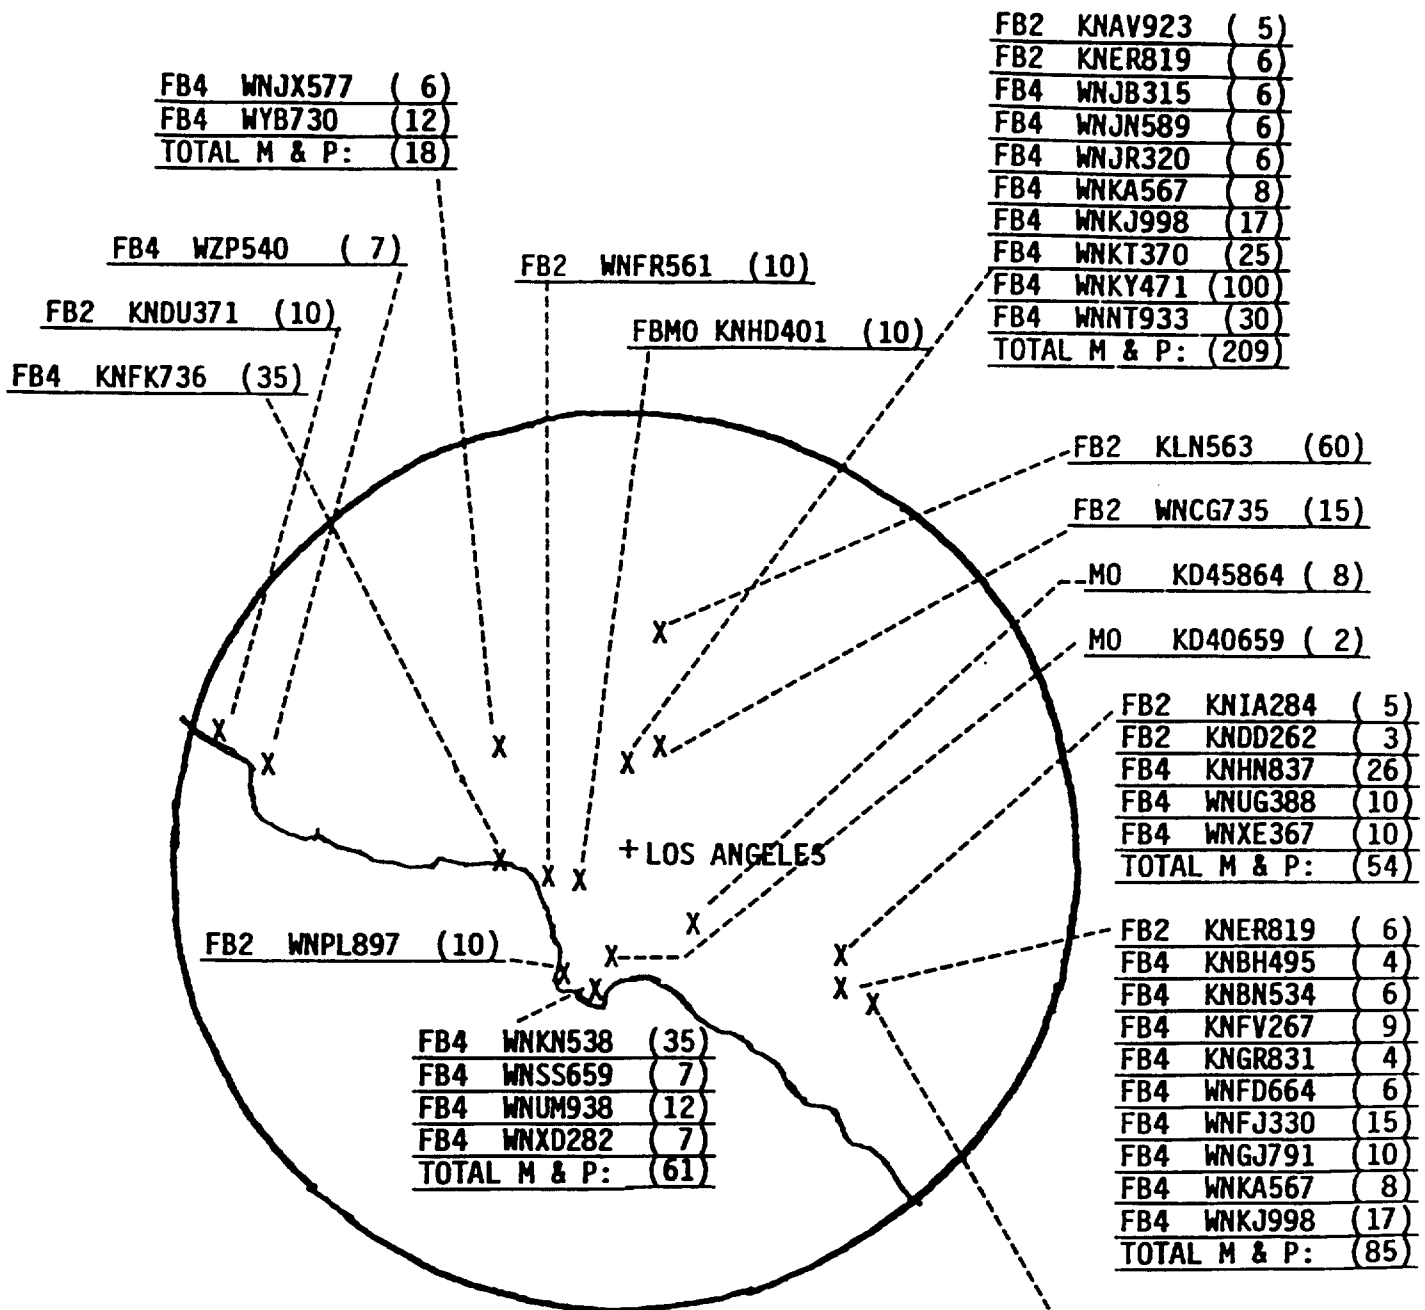 FB2 KNAV923 ( 5)
FB2 KNER819 ( 6)
FB4 WNJB315 ( 6)
FB4 WNJN589 ( 6)
FB4 WNJR320 ( 6)
FB4 WNKA567 ( 8)
FB4 WNKJ998 (17)
FB4 WNKT370 (25)
FB4 WNKY471 (100)
FB4 WNNT933 (30)
TOTAL M & P: (209)
FB4 WNJX577 ( 6)
FB4 WYB730 (12)
TOTAL M & P: (18)
FB4 WZP540 ( 7)
FB2 WNFR561 (10)
FB2 KNDU371 (10)
FBMO KNHD401 (10)
FB4 KNFK736 (35)
FB2 KLN563 (60)
FB2 WNCG735 (15)
MO KD45864 ( 8)
MO KD40659 ( 2)
FB2 KNIA284 ( 5)
FB2 KNDD262 ( 3)
FB4 KNHN837 (26)
FB4 WNUG388 (10)
FB4 WNXE367 (10)
TOTAL M & P: (54)
X
X
X
X
X
X
X
+ LOS ANGELES
X
X
X
X
X
X
X
X
X
X
FB2 WNPL897 (10)
FB2 KNER819 ( 6)
FB4 KNBH495 ( 4)
FB4 KNBN534 ( 6)
FB4 KNFV267 ( 9)
FB4 KNGR831 ( 4)
FB4 WNFD664 ( 6)
FB4 WNFJ330 (15)
FB4 WNGJ791 (10)
FB4 WNKA567 ( 8)
FB4 WNKJ998 (17)
TOTAL M & P: (85)
FB4 WNKN538 (35)
FB4 WNSS659 ( 7)
FB4 WNUM938 (12)
FB4 WNXD282 ( 7)
TOTAL M & P: (61)